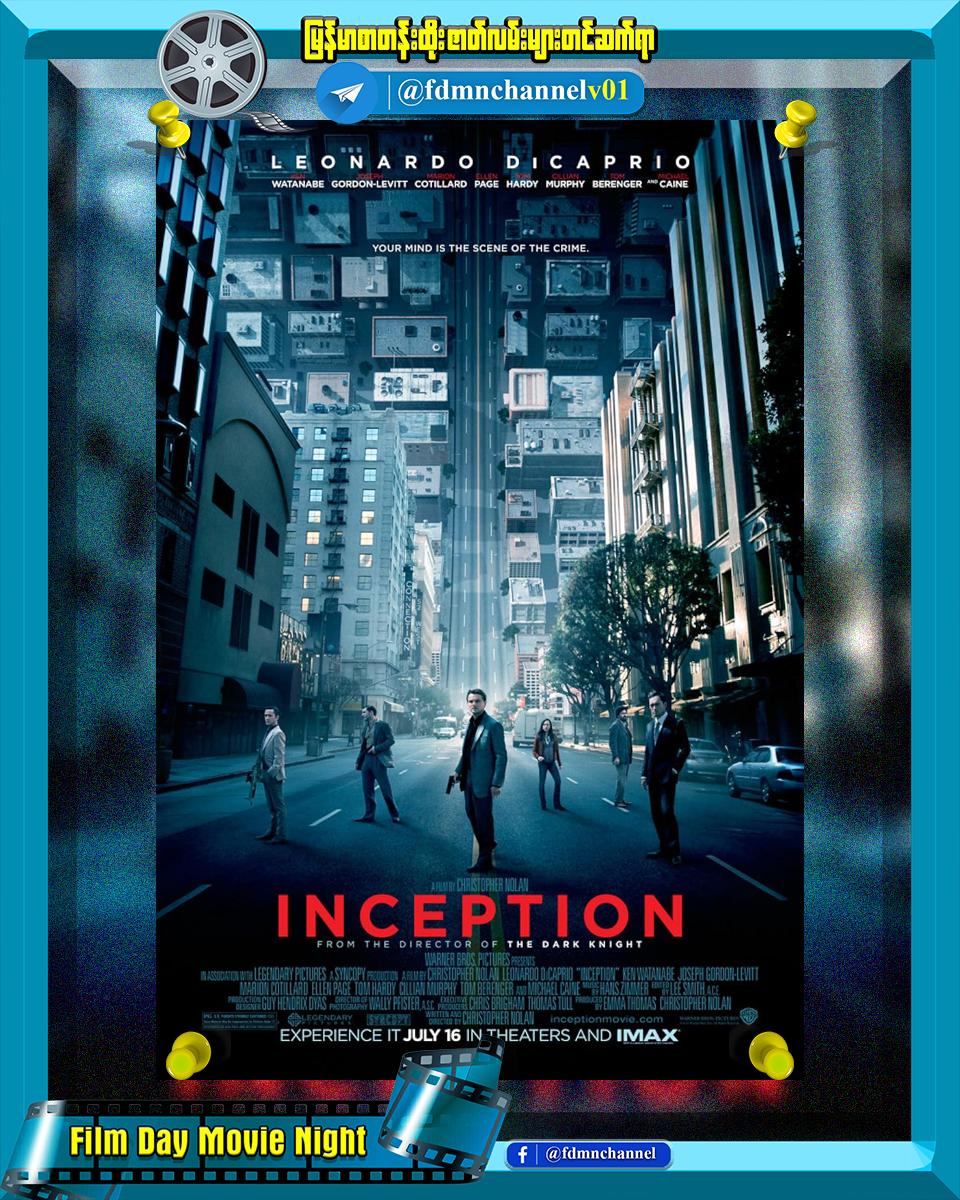 မြန်မာစာတန်းထိုးဇာတ်လမ်းများတင်ဆက်ရာ
@fdmnchannelv01
LEONARDO DiCAPRIO
KEN JOSEPH MARION ELLEN TOM CILLIAN TOM MICHAEL
WATANABE GORDON-LEVITT COTILLARD PAGE HARDY MURPHY BERENGER AND CAINE
YOUR MIND IS THE SCENE OF THE CRIME.
A FILM BY CHRISTOPHER NOLAN
INCEPTION
FROM THE DIRECTOR OF THE DARK KNIGHT
WARNER BROS. PICTURES PRESENTS
IN ASSOCIATION WITH LEGENDARY PICTURES A SYNCOPY PRODUCTION A FILM BY CHRISTOPHER NOLAN LEONARDO DiCAPRIO "INCEPTION" KEN WATANABE JOSEPH GORDON-LEVITT
MARION COTILLARD ELLEN PAGE TOM HARDY CILLIAN MURPHY TOM BERENGER AND MICHAEL CAINE MUSIC BY HANS ZIMMER EDITED BY LEE SMITH, A.C.E.
PRODUCTION DESIGNER GUY HENDRIX DYAS DIRECTOR OF PHOTOGRAPHY WALLY PFISTER, A.S.C. EXECUTIVE PRODUCERS CHRIS BRIGHAM THOMAS TULL PRODUCED BY EMMA THOMAS CHRISTOPHER NOLAN
LEGENDARY PICTURES SYNCOPY WRITTEN AND DIRECTED BY CHRISTOPHER NOLAN inceptionmovie.com
EXPERIENCE IT JULY 16 IN THEATERS AND IMAX
Film Day Movie Night
@fdmnchannel